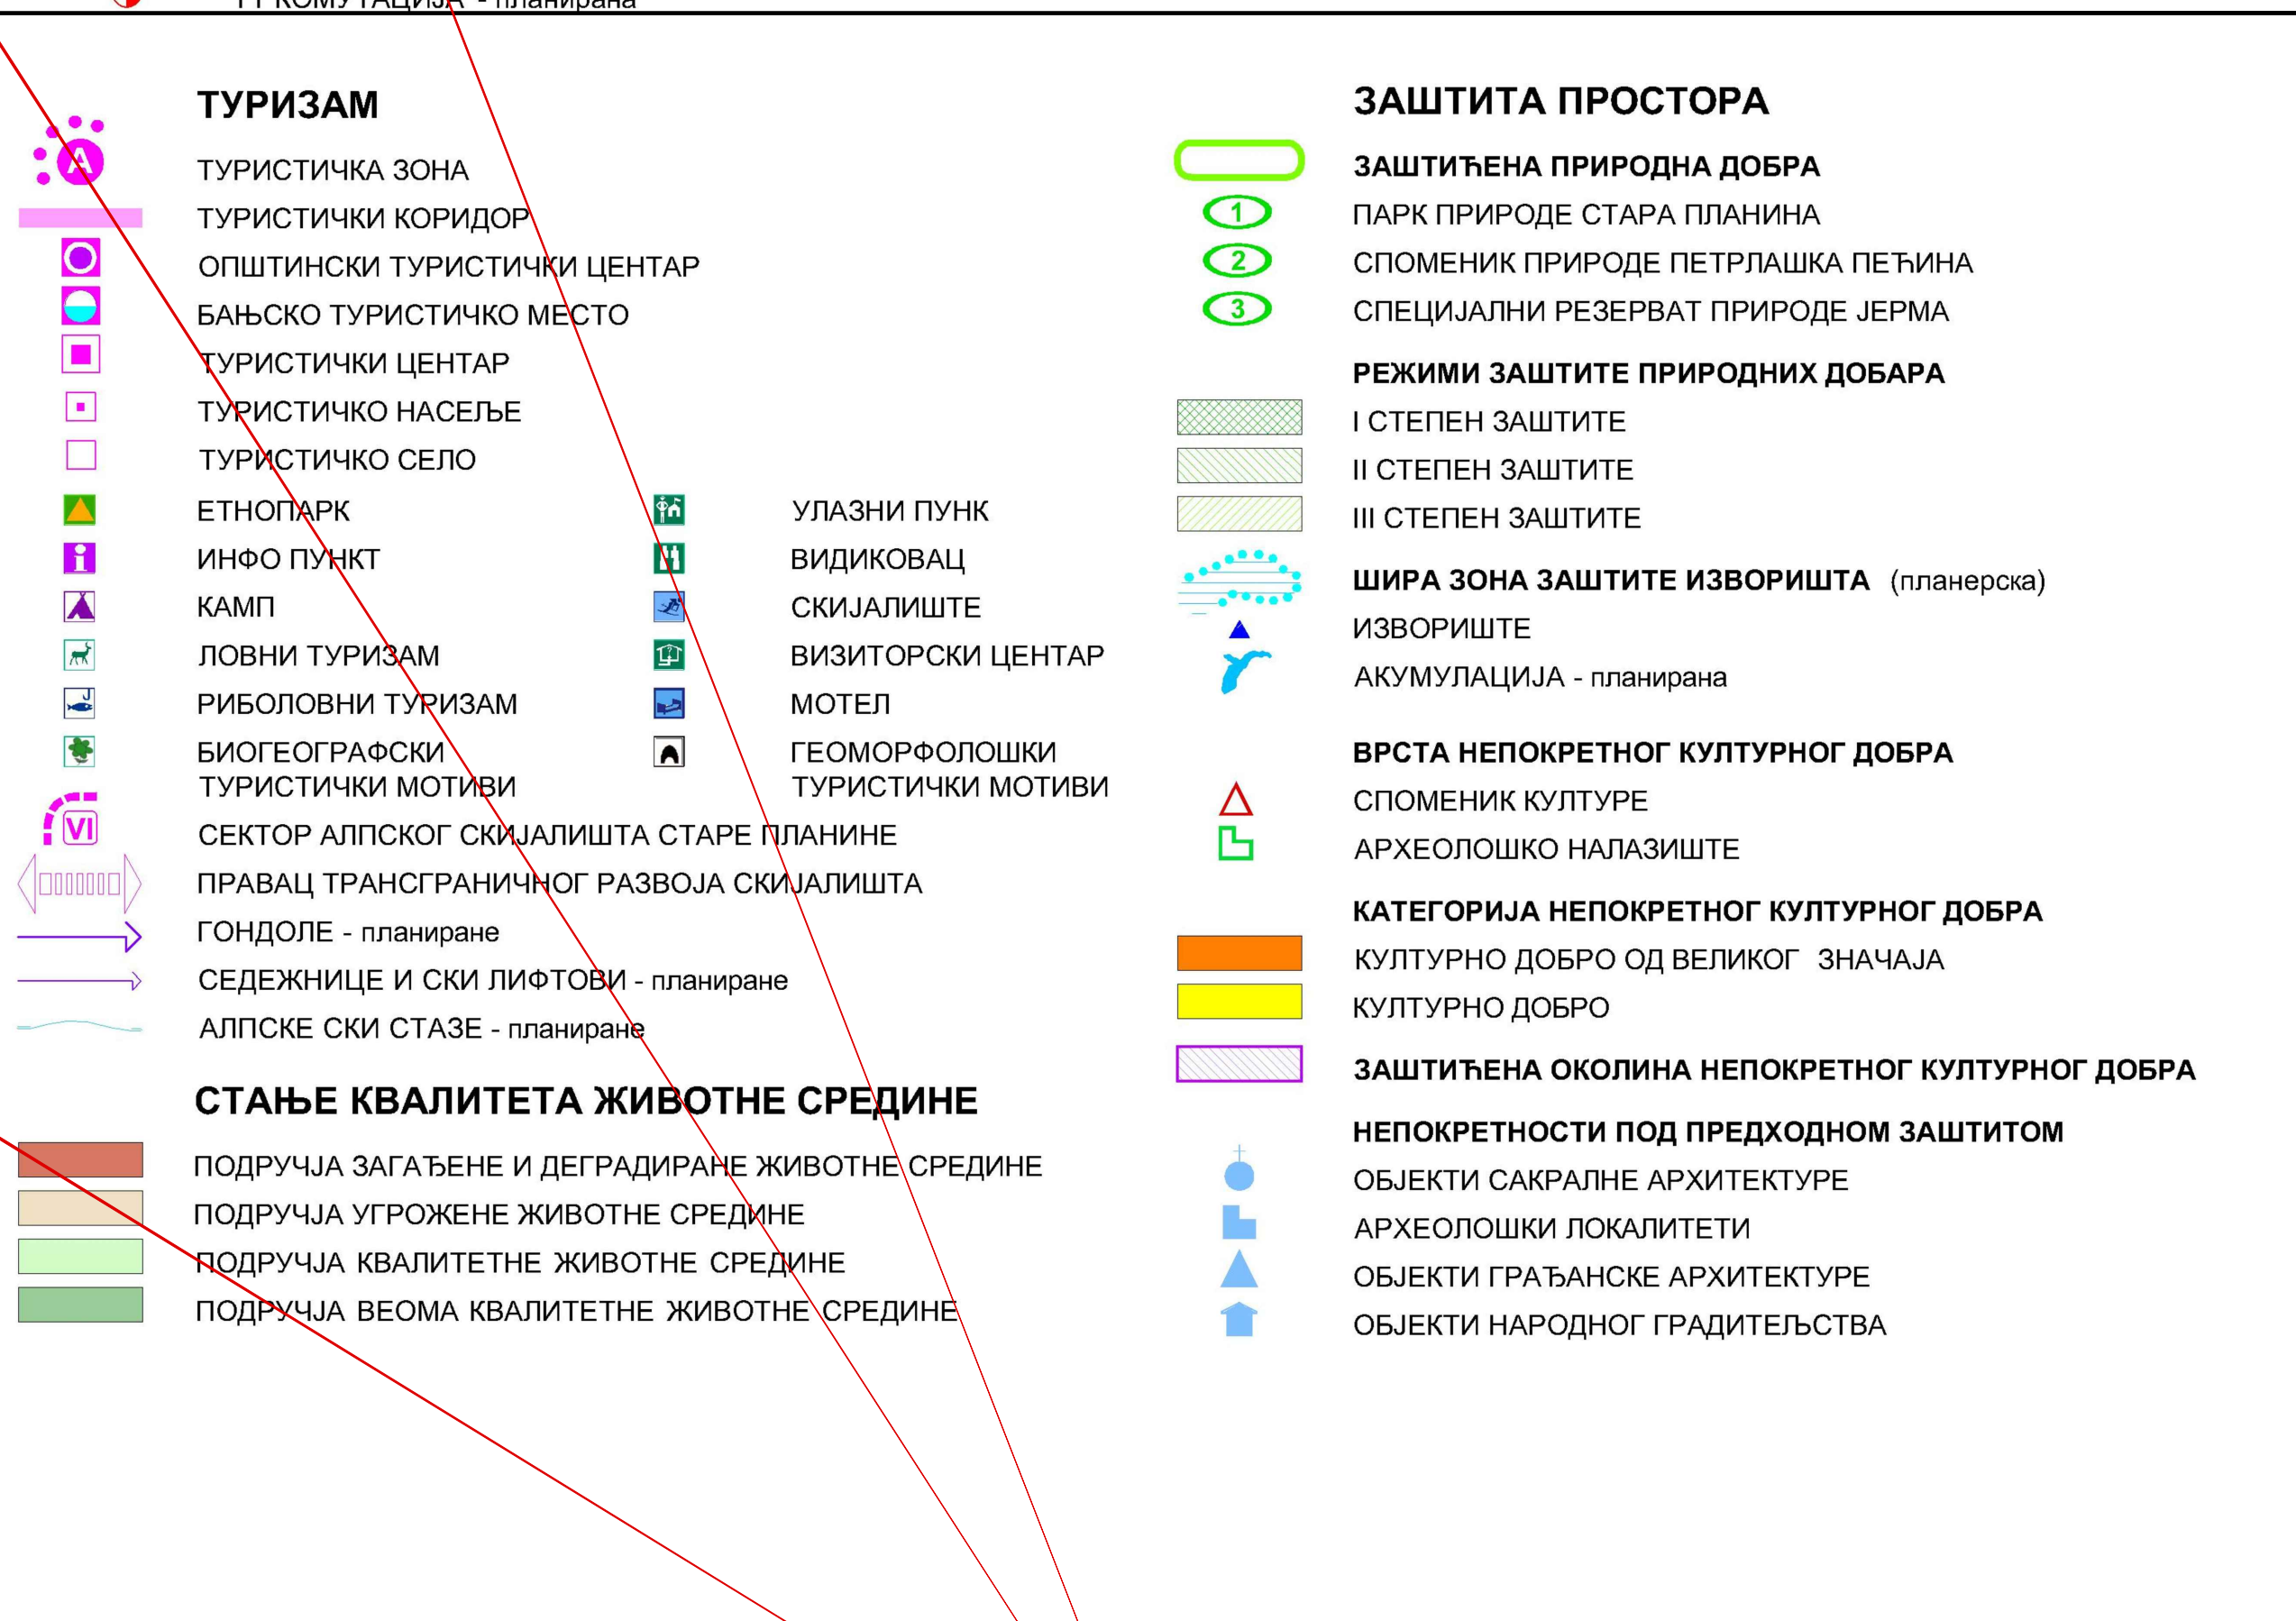 КОМУТАЦИЈА - планирана
ТУРИЗАМ
А
ТУРИСТИЧКА ЗОНА
ТУРИСТИЧКИ КОРИДОР
ОПШТИНСКИ ТУРИСТИЧКИ ЦЕНТАР
БАЊСКО ТУРИСТИЧКО МЕСТО
ТУРИСТИЧКИ ЦЕНТАР
ТУРИСТИЧКО НАСЕЉЕ
ТУРИСТИЧКО СЕЛО
ЕТНОПАРК
i ИНФО ПУНКТ
КАМП
ЛОВНИ ТУРИЗАМ
РИБОЛОВНИ ТУРИЗАМ
БИОГЕОГРАФСКИ
ТУРИСТИЧКИ МОТИВИ
УЛАЗНИ ПУНК
ВИДИКОВАЦ
СКИЈАЛИШТЕ
ВИЗИТОРСКИ ЦЕНТАР
МОТЕЛ
ГЕОМОРФОЛОШКИ
ТУРИСТИЧКИ МОТИВИ
VI СЕКТОР АЛПСКОГ СКИЈАЛИШТА СТАРЕ ПЛАНИНЕ
ПРАВАЦ ТРАНСГРАНИЧНОГ РАЗВОЈА СКИЈАЛИШТА
ГОНДОЛЕ - планиране
СЕДЕЖНИЦЕ И СКИ ЛИФТОВИ - планиране
АЛПСКЕ СКИ СТАЗЕ - планиране
СТАЊЕ КВАЛИТЕТА ЖИВОТНЕ СРЕДИНЕ
ПОДРУЧЈА ЗАГАЂЕНЕ И ДЕГРАДИРАНЕ ЖИВОТНЕ СРЕДИНЕ
ПОДРУЧЈА УГРОЖЕНЕ ЖИВОТНЕ СРЕДИНЕ
ПОДРУЧЈА КВАЛИТЕТНЕ ЖИВОТНЕ СРЕДИНЕ
ПОДРУЧЈА ВЕОМА КВАЛИТЕТНЕ ЖИВОТНЕ СРЕДИНЕ
ЗАШТИТА ПРОСТОРА
ЗАШТИЋЕНА ПРИРОДНА ДОБРА
1 ПАРК ПРИРОДЕ СТАРА ПЛАНИНА
2 СПОМЕНИК ПРИРОДЕ ПЕТРЛАШКА ПЕЋИНА
3 СПЕЦИЈАЛНИ РЕЗЕРВАТ ПРИРОДЕ ЈЕРМА
РЕЖИМИ ЗАШТИТЕ ПРИРОДНИХ ДОБАРА
I СТЕПЕН ЗАШТИТЕ
II СТЕПЕН ЗАШТИТЕ
III СТЕПЕН ЗАШТИТЕ
ШИРА ЗОНА ЗАШТИТЕ ИЗВОРИШТА (планерска)
ИЗВОРИШТЕ
АКУМУЛАЦИЈА - планирана
ВРСТА НЕПОКРЕТНОГ КУЛТУРНОГ ДОБРА
СПОМЕНИК КУЛТУРЕ
АРХЕОЛОШКО НАЛАЗИШТЕ
КАТЕГОРИЈА НЕПОКРЕТНОГ КУЛТУРНОГ ДОБРА
КУЛТУРНО ДОБРО ОД ВЕЛИКОГ ЗНАЧАЈА
КУЛТУРНО ДОБРО
ЗАШТИЋЕНА ОКОЛИНА НЕПОКРЕТНОГ КУЛТУРНОГ ДОБРА
НЕПОКРЕТНОСТИ ПОД ПРЕДХОДНОМ ЗАШТИТОМ
ОБЈЕКТИ САКРАЛНЕ АРХИТЕКТУРЕ
АРХЕОЛОШКИ ЛОКАЛИТЕТИ
ОБЈЕКТИ ГРАЂАНСКЕ АРХИТЕКТУРЕ
ОБЈЕКТИ НАРОДНОГ ГРАДИТЕЉСТВА